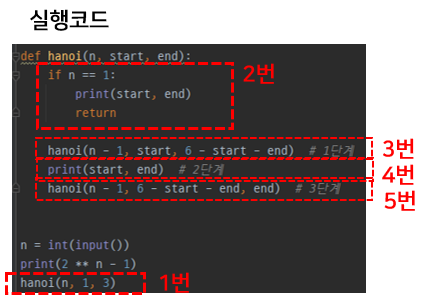 실행코드
def hanoi(n, start, end):
if n == 1:
2번
print(start, end)
return
hanoi(n - 1, start, 6 - start - end) # 1단계
3번
print(start, end) # 2단계
4번
hanoi(n - 1, 6 - start - end, end) # 3단계
5번
n = int(input())
print(2 ** n - 1)
hanoi(n, 1, 3)
1번